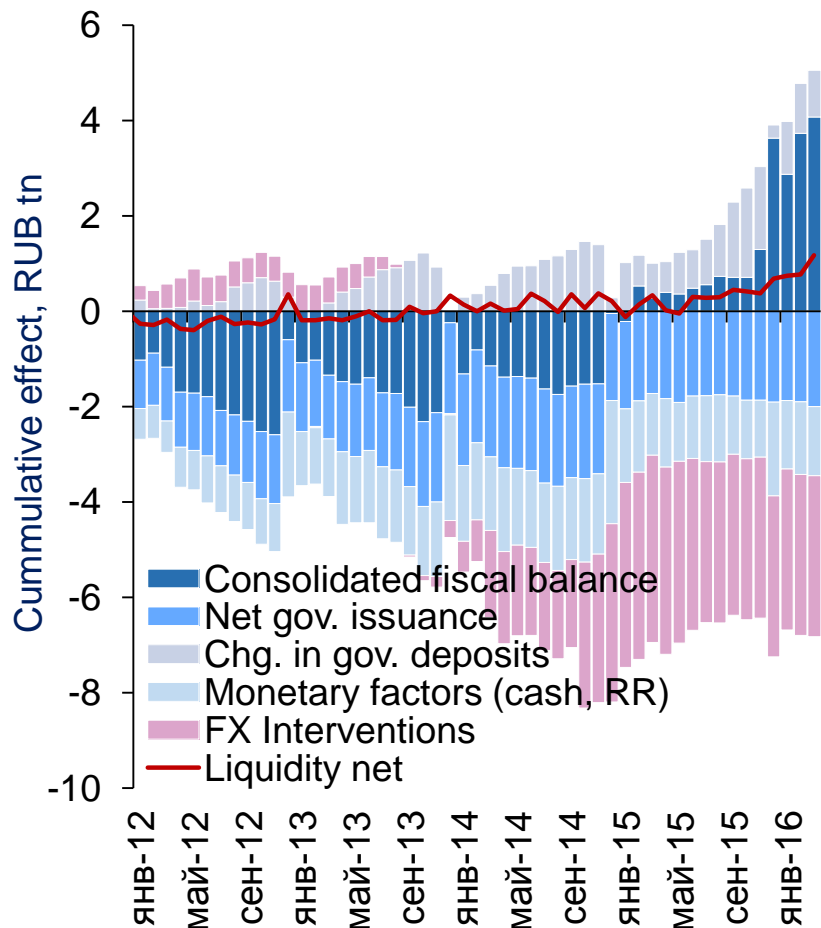 Cummulative effect, RUB tn
6
4
2
0
-2
-4
-6
-8
-10
Consolidated fiscal balance
Net gov. issuance
Chg. in gov. deposits
Monetary factors (cash, RR)
FX Interventions
Liquidity net
янв-12
май-12
сен-12
янв-13
май-13
сен-13
янв-14
май-14
сен-14
янв-15
май-15
сен-15
янв-16